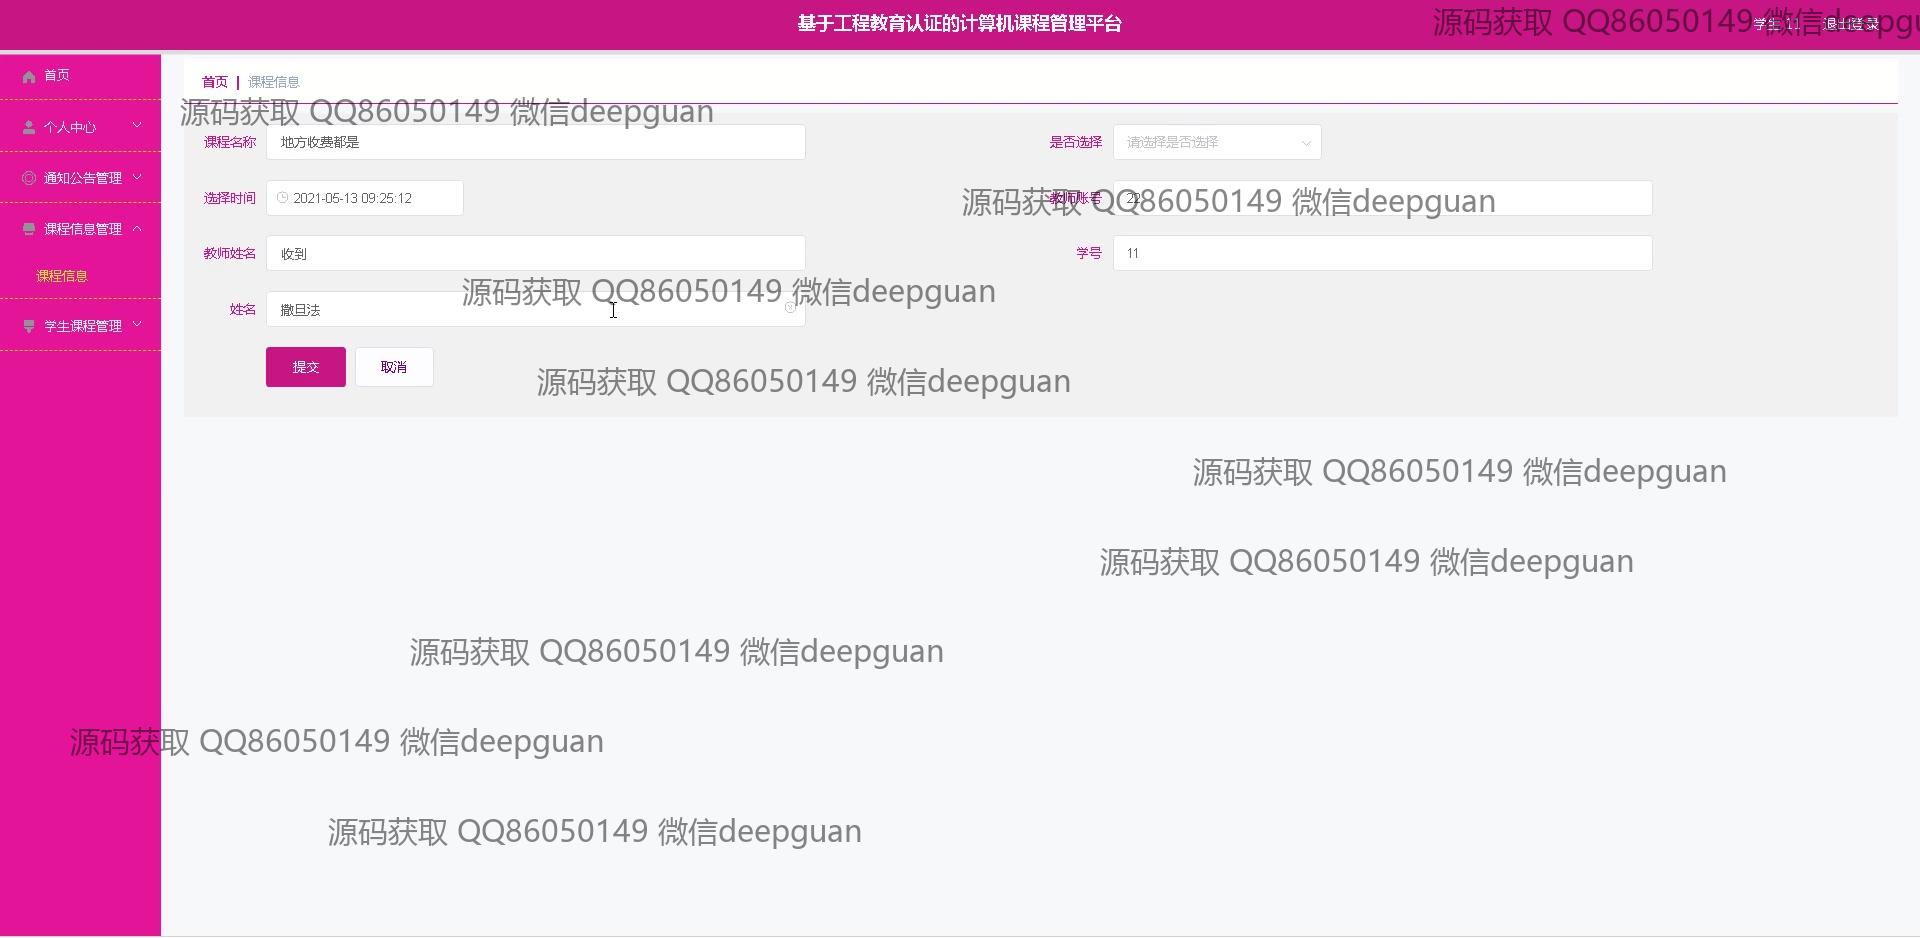 基于工程教育认证的计算机课程管理平台
源码获取 QQ86050149 微信deepgu
学生 11 退出登录
首页
个人中心
通知公告管理
课程信息管理
课程信息
学生课程管理
首页 | 课程信息
源码获取 QQ86050149 微信deepguan
课程名称 地方收费都是 是否选择 请选择是否选择
选择时间 2021-05-13 09:25:12 教师账号 22
源码获取 QQ86050149 微信deepguan
教师姓名 收到 学号 11
源码获取 QQ86050149 微信deepguan
姓名 撒旦法
提交 取消
源码获取 QQ86050149 微信deepguan
源码获取 QQ86050149 微信deepguan
源码获取 QQ86050149 微信deepguan
源码获取 QQ86050149 微信deepguan
源码获取 QQ86050149 微信deepguan
源码获取 QQ86050149 微信deepguan